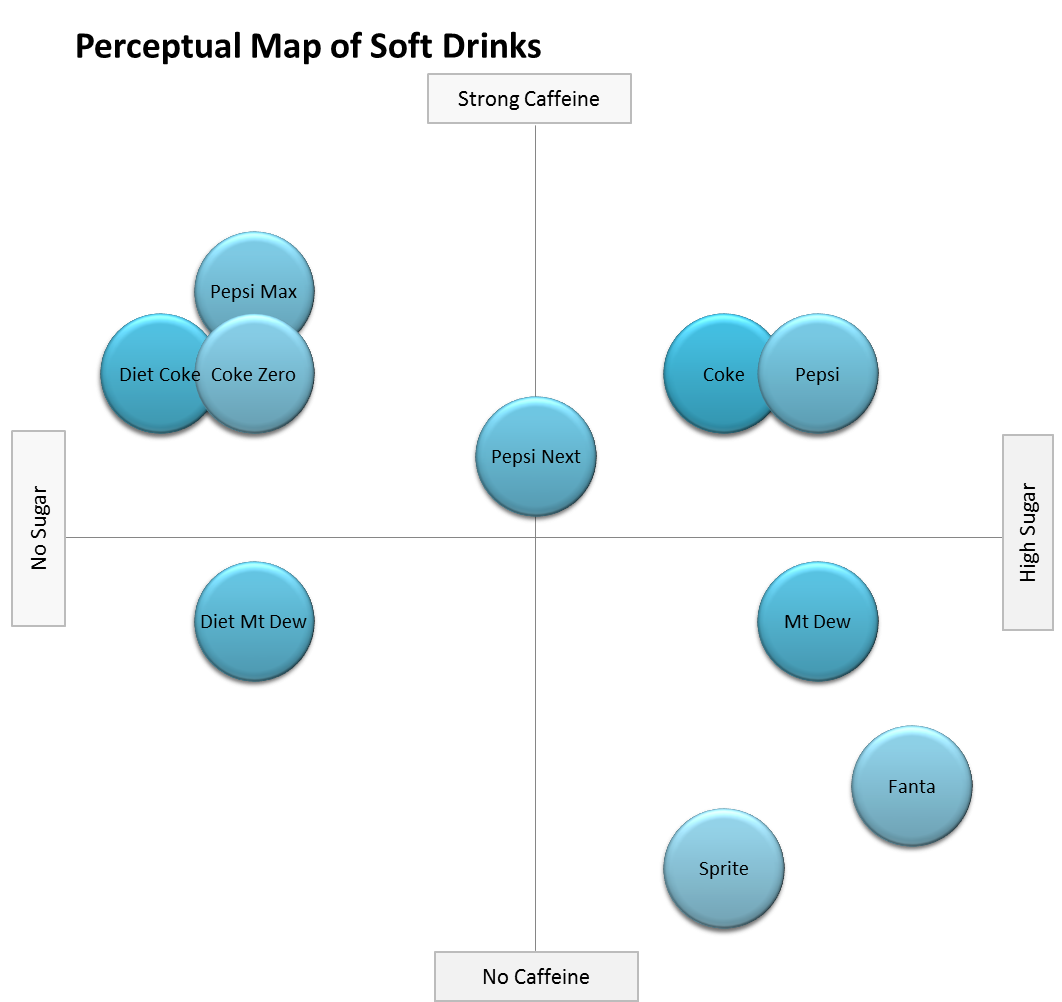 Perceptual Map of Soft Drinks
Strong Caffeine
Pepsi Max
Diet Coke
Coke Zero
Coke
Pepsi
Pepsi Next
No Sugar
High Sugar
Diet Mt Dew
Mt Dew
Fanta
Sprite
No Caffeine